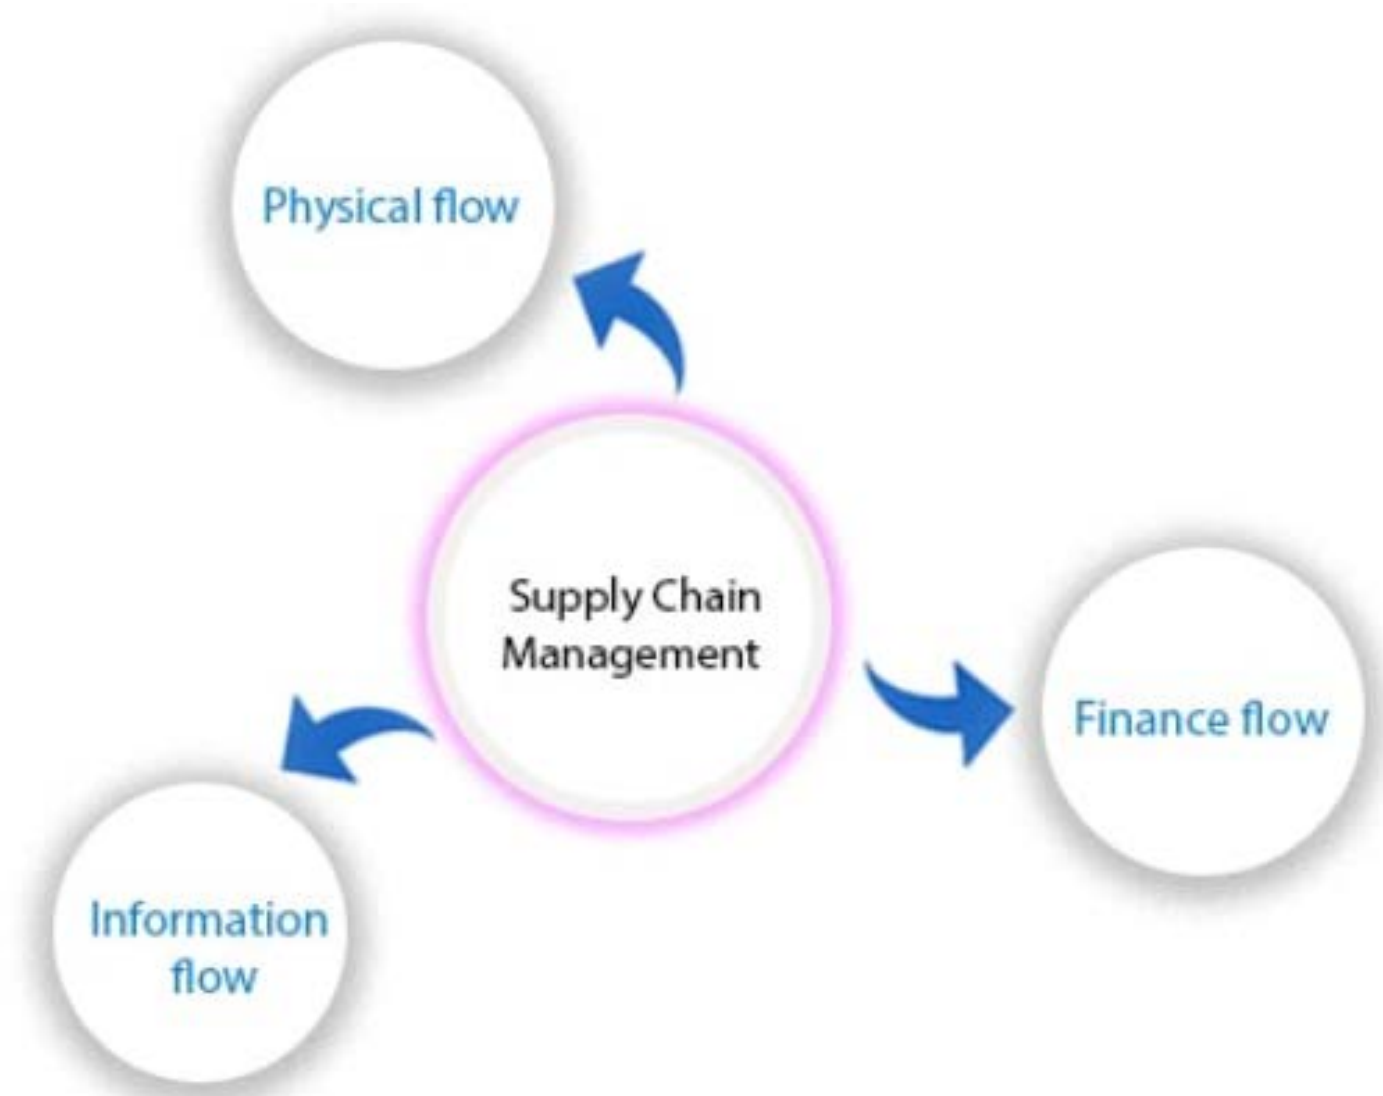 Physical flow
Supply Chain
Management
Finance flow
Information
flow